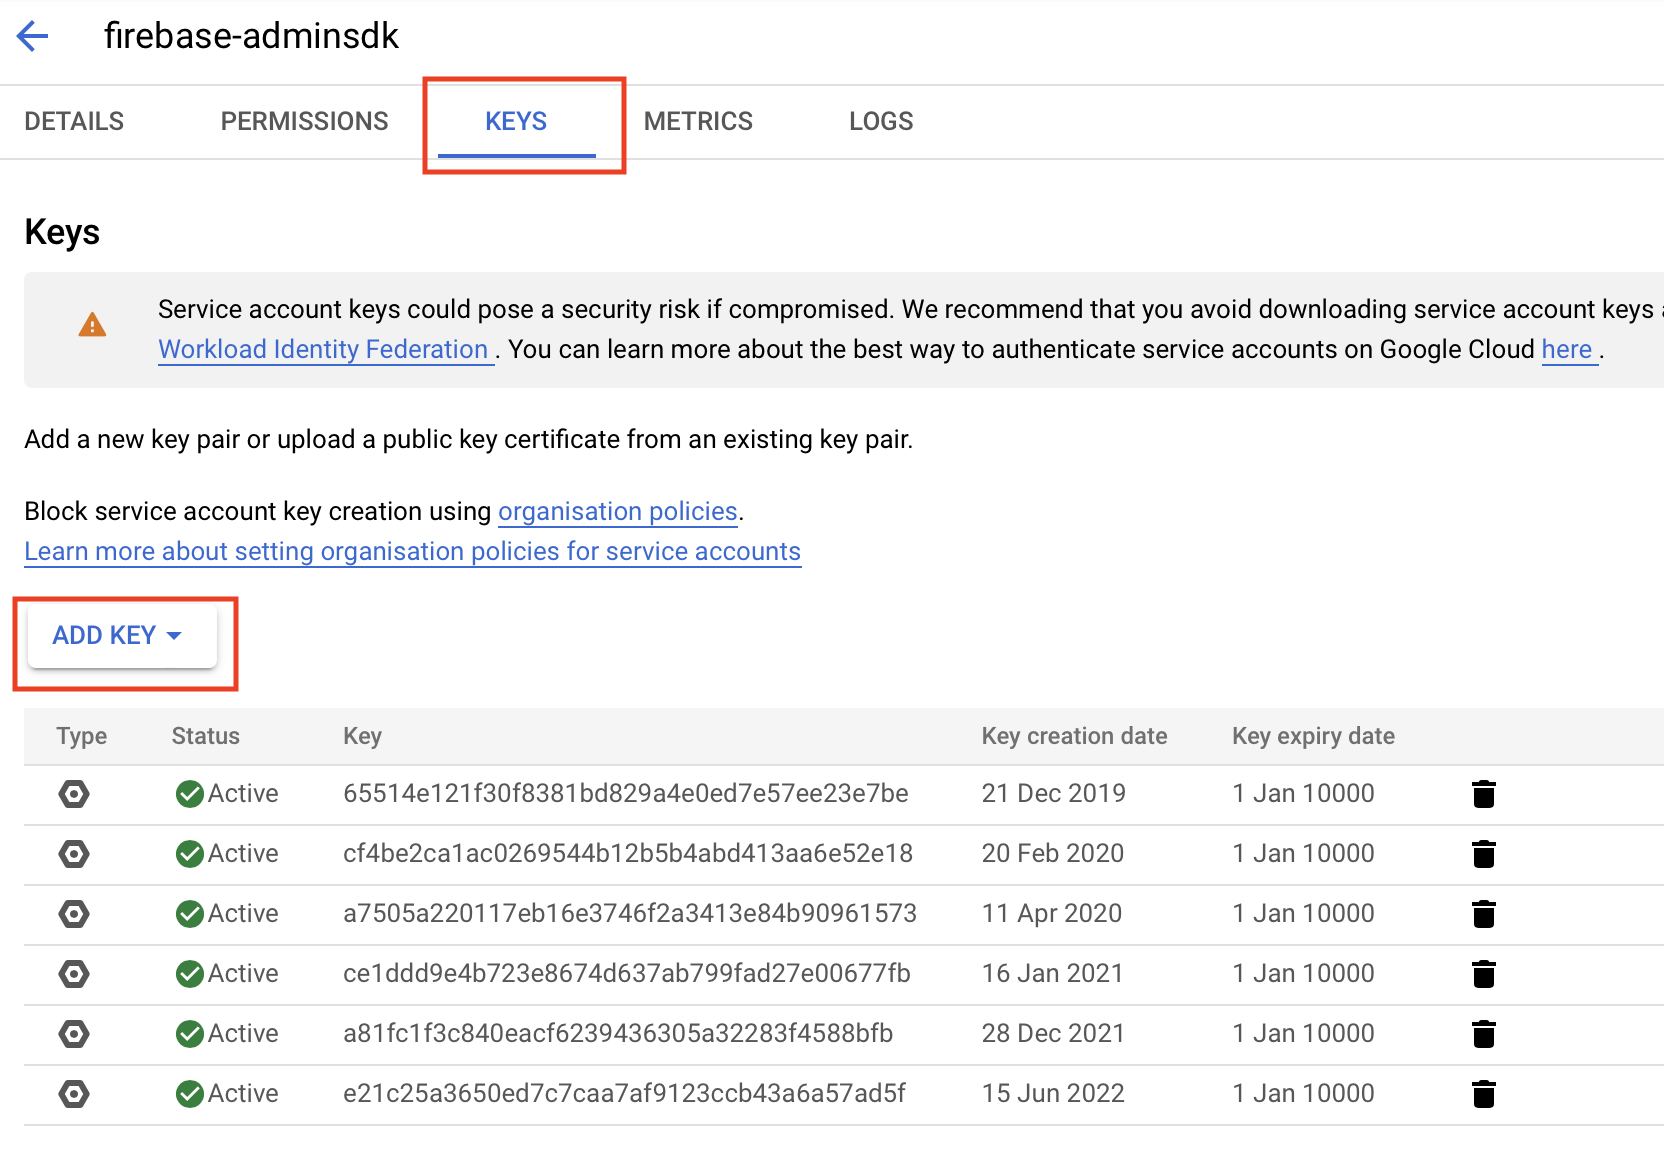 firebase-adminsdk
DETAILS PERMISSIONS KEYS METRICS LOGS
Keys
Service account keys could pose a security risk if compromised. We recommend that you avoid downloading service account keys
Workload Identity Federation . You can learn more about the best way to authenticate service accounts on Google Cloud here .
Add a new key pair or upload a public key certificate from an existing key pair.
Block service account key creation using organisation policies.
Learn more about setting organisation policies for service accounts
ADD KEY
Type Status Key Key creation date Key expiry date
Active 65514e121f30f8381bd829a4e0ed7e57ee23e7be 21 Dec 2019 1 Jan 10000
Active cf4be2ca1ac0269544b12b5b4abd413aa6e52e18 20 Feb 2020 1 Jan 10000
Active a7505a220117eb16e3746f2a3413e84b90961573 11 Apr 2020 1 Jan 10000
Active ce1ddd9e4b723e8674d637ab799fad27e00677fb 16 Jan 2021 1 Jan 10000
Active a81fc1f3c840eacf6239436305a32283f4588bfb 28 Dec 2021 1 Jan 10000
Active e21c25a3650ed7c7caa7af9123ccb43a6a57ad5f 15 Jun 2022 1 Jan 10000